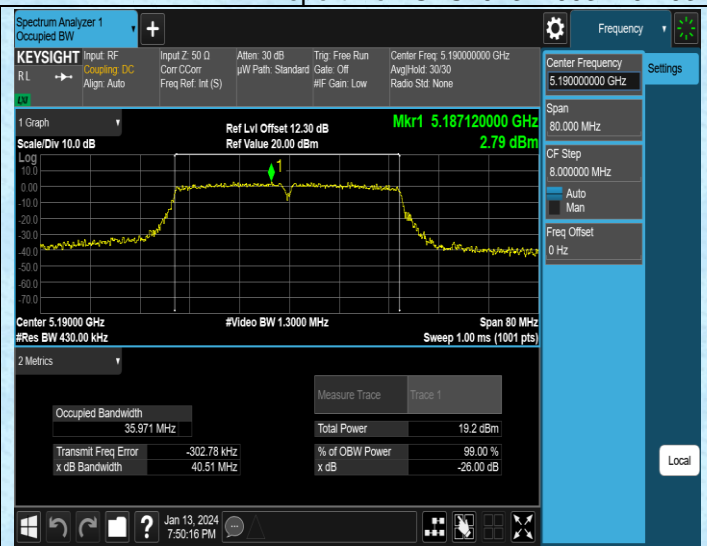 Spectrum Analyzer 1
Occupied BW
+
Frequency
KEYSIGHT
RL
LXI
Input: RF
Coupling: DC
Align: Auto
Input Z: 50 Ω
Corr CCorr
Freq Ref: Int (S)
Atten: 30 dB
µW Path: Standard
Trig: Free Run
Gate: Off
#IF Gain: Low
Center Freq: 5.190000000 GHz
Avg|Hold: 30/30
Radio Std: None
Center Frequency
5.190000000 GHz
Settings
Span
80.000 MHz
CF Step
8.000000 MHz
Auto
Man
Freq Offset
0 Hz
1 Graph
Ref Lvl Offset 12.30 dB
Mkr1 5.187120000 GHz
Scale/Div 10.0 dB
Ref Value 20.00 dBm
2.79 dBm
Log
10.0
0.00
-10.0
-20.0
-30.0
-40.0
-50.0
-60.0
-70.0
1
Center 5.19000 GHz
#Video BW 1.3000 MHz
Span 80 MHz
#Res BW 430.00 kHz
Sweep 1.00 ms (1001 pts)
2 Metrics
Measure Trace
Trace 1
Occupied Bandwidth
35.971 MHz
Total Power
19.2 dBm
Transmit Freq Error
-302.78 kHz
% of OBW Power
99.00 %
x dB Bandwidth
40.51 MHz
x dB
-26.00 dB
Local
?
Jan 13, 2024
7:50:16 PM